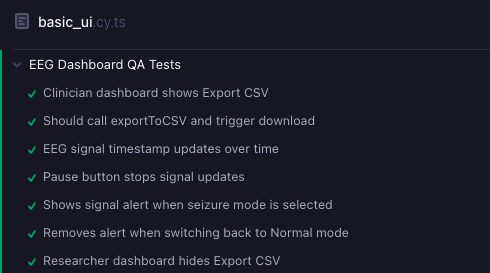 basic_ui.cy.ts
EEG Dashboard QA Tests
Clinician dashboard shows Export CSV
Should call exportToCSV and trigger download
EEG signal timestamp updates over time
Pause button stops signal updates
Shows signal alert when seizure mode is selected
Removes alert when switching back to Normal mode
Researcher dashboard hides Export CSV